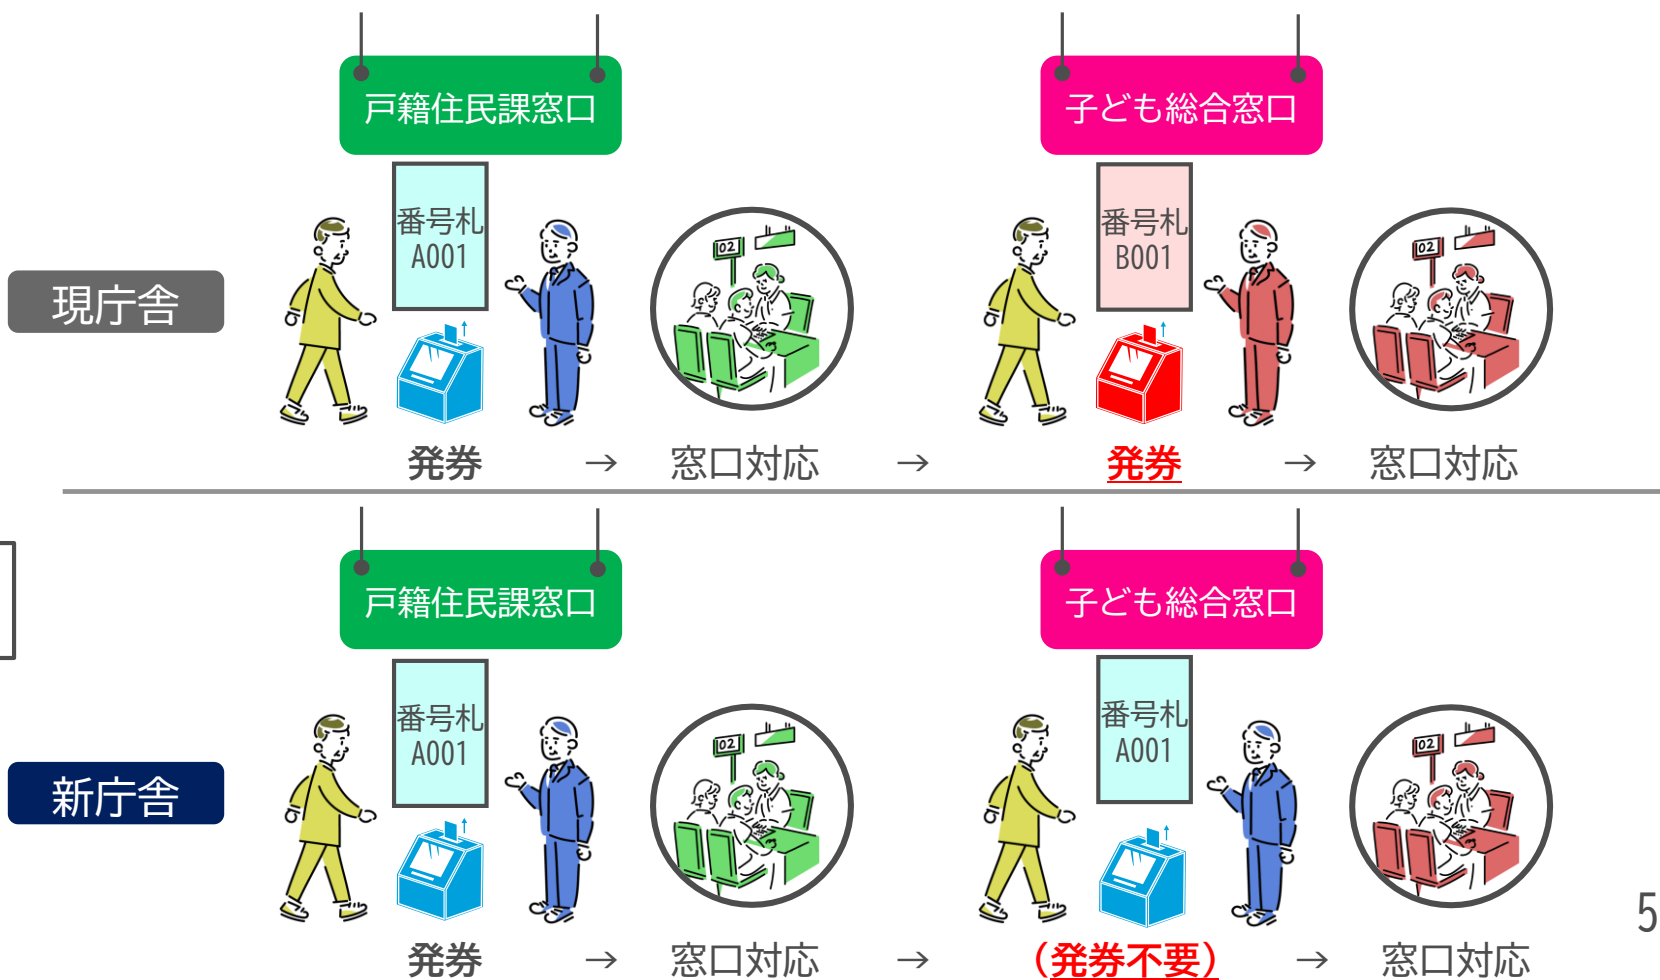 戸籍住民課窓口
子ども総合窓口
番号札
A001
番号札
B001
02
02
現庁舎
発券 → 窓口対応 → 発券 → 窓口対応
戸籍住民課窓口
子ども総合窓口
番号札
A001
番号札
A001
02
02
新庁舎
発券 → 窓口対応 → （発券不要） → 窓口対応
5